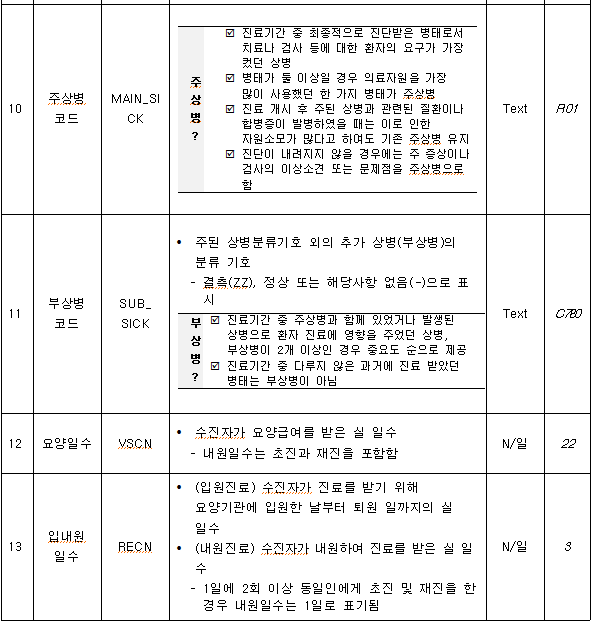 10
주상병
코드
MAIN_SI
CK
주
상
병
?
☑ 진료기간 중 최종적으로 진단받은 병태로서
치료나 검사 등에 대한 환자의 요구가 가장
컸던 상병
☑ 병태가 둘 이상일 경우 의료자원을 가장
많이 사용했던 한 가지 병태가 주상병
☑ 진료 개시 후 주된 상병과 관련된 질환이나
합병증이 발병하였을 때는 이로 인한
자원소모가 많다고 하여도 기존 주상병 유지
☑ 진단이 내려지지 않을 경우에는 주 증상이나
검사의 이상소견 또는 문제점을 주상병으로
함
Text
R01
11
부상병
코드
SUB_
SICK
• 주된 상병분류기호 외의 추가 상병(부상병)의
분류 기호
- 결측(ZZ), 정상 또는 해당사항 없음(-)으로 표
시
부
상
병
?
☑ 진료기간 중 주상병과 함께 있었거나 발생된
상병으로 환자 진료에 영향을 주었던 상병,
부상병이 2개 이상인 경우 중요도 순으로 제공
☑ 진료기간 중 다루지 않은 과거에 진료 받았던
병태는 부상병이 아님
Text
C780
12
요양일수
VSCN
• 수진자가 요양급여를 받은 실 일수
- 내원일수는 초진과 재진을 포함함
N/일
22
13
입내원
일수
RECN
• (입원진료) 수진자가 진료를 받기 위해
요양기관에 입원한 날부터 퇴원 일까지의 실
일수
• (내원진료) 수진자가 내원하여 진료를 받은 실 일
수
- 1일에 2회 이상 동일인에게 초진 및 재진을 한
경우 내원일수는 1일로 표기됨
N/일
3